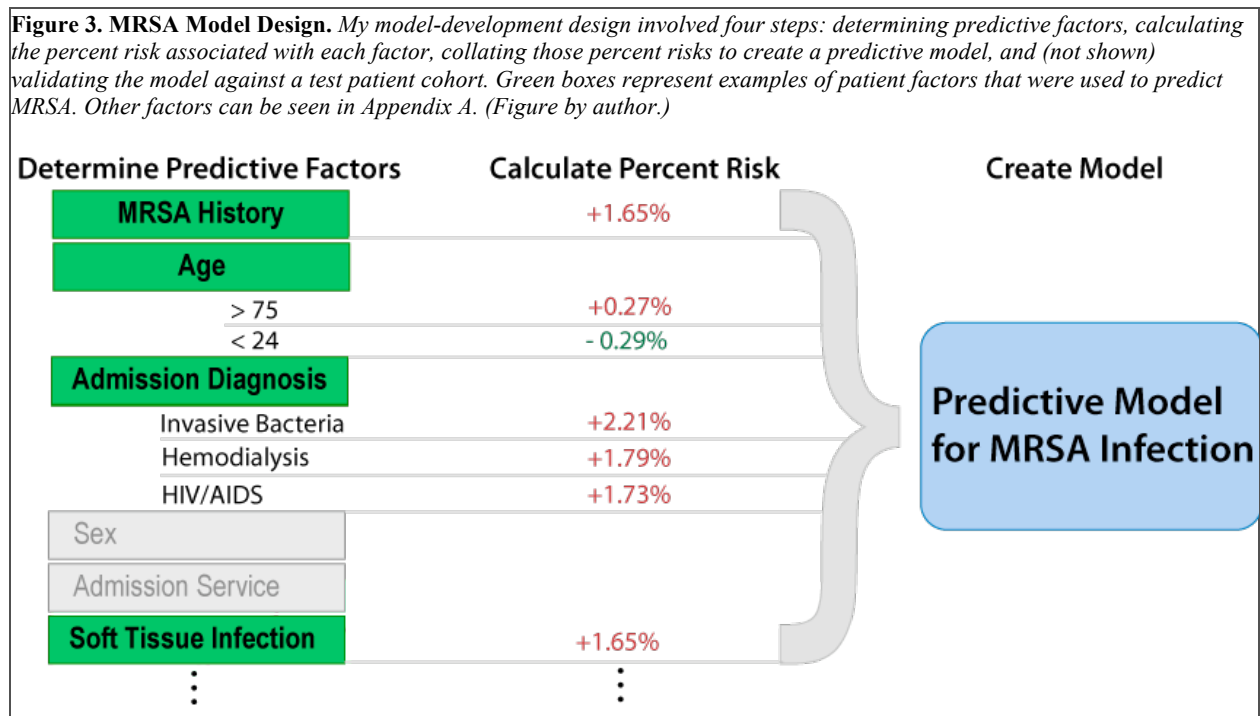 Figure 3. MRSA Model Design. My model-development design involved four steps: determining predictive factors, calculating
the percent risk associated with each factor, collating those percent risks to create a predictive model, and (not shown)
validating the model against a test patient cohort. Green boxes represent examples of patient factors that were used to predict
MRSA. Other factors can be seen in Appendix A. (Figure by author.)
Determine Predictive Factors Calculate Percent Risk Create Model
MRSA History +1.65%
Age
> 75 +0.27%
< 24 - 0.29%
Admission Diagnosis
Invasive Bacteria +2.21%
Hemodialysis +1.79%
HIV/AIDS +1.73%
Sex
Admission Service
Soft Tissue Infection +1.65%
Predictive Model
for MRSA Infection